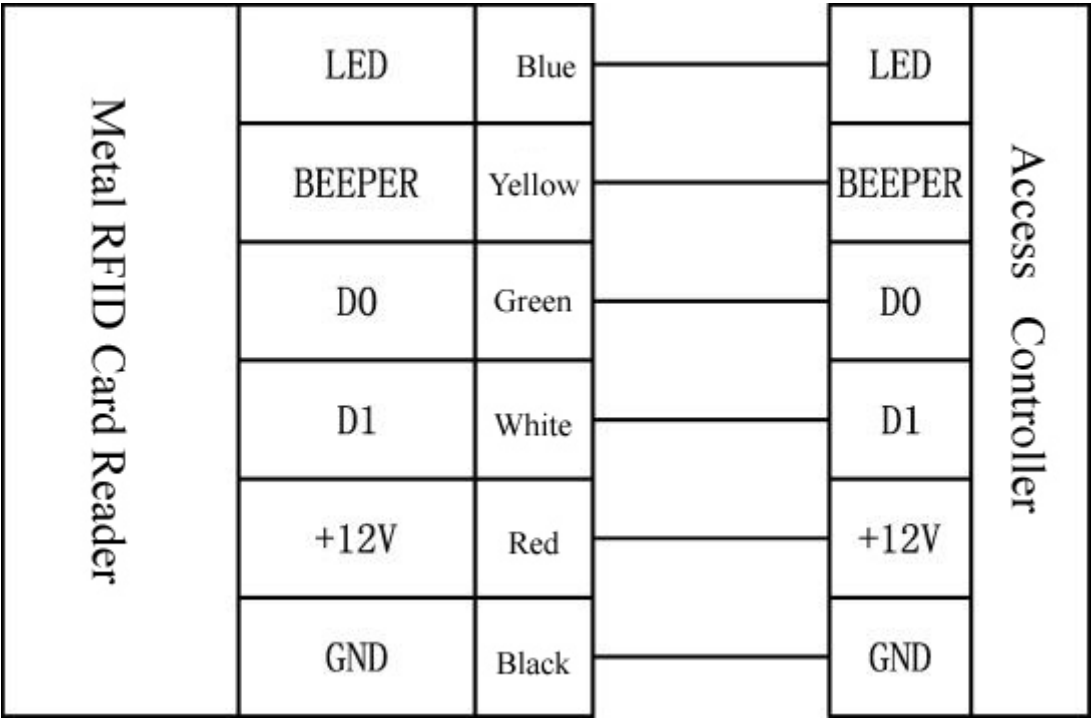 Metal RFID Card Reader
LED Blue LED
BEEPER Yellow BEEPER
D0 Green D0
D1 White D1
+12V Red +12V
GND Black GND
Access Controller